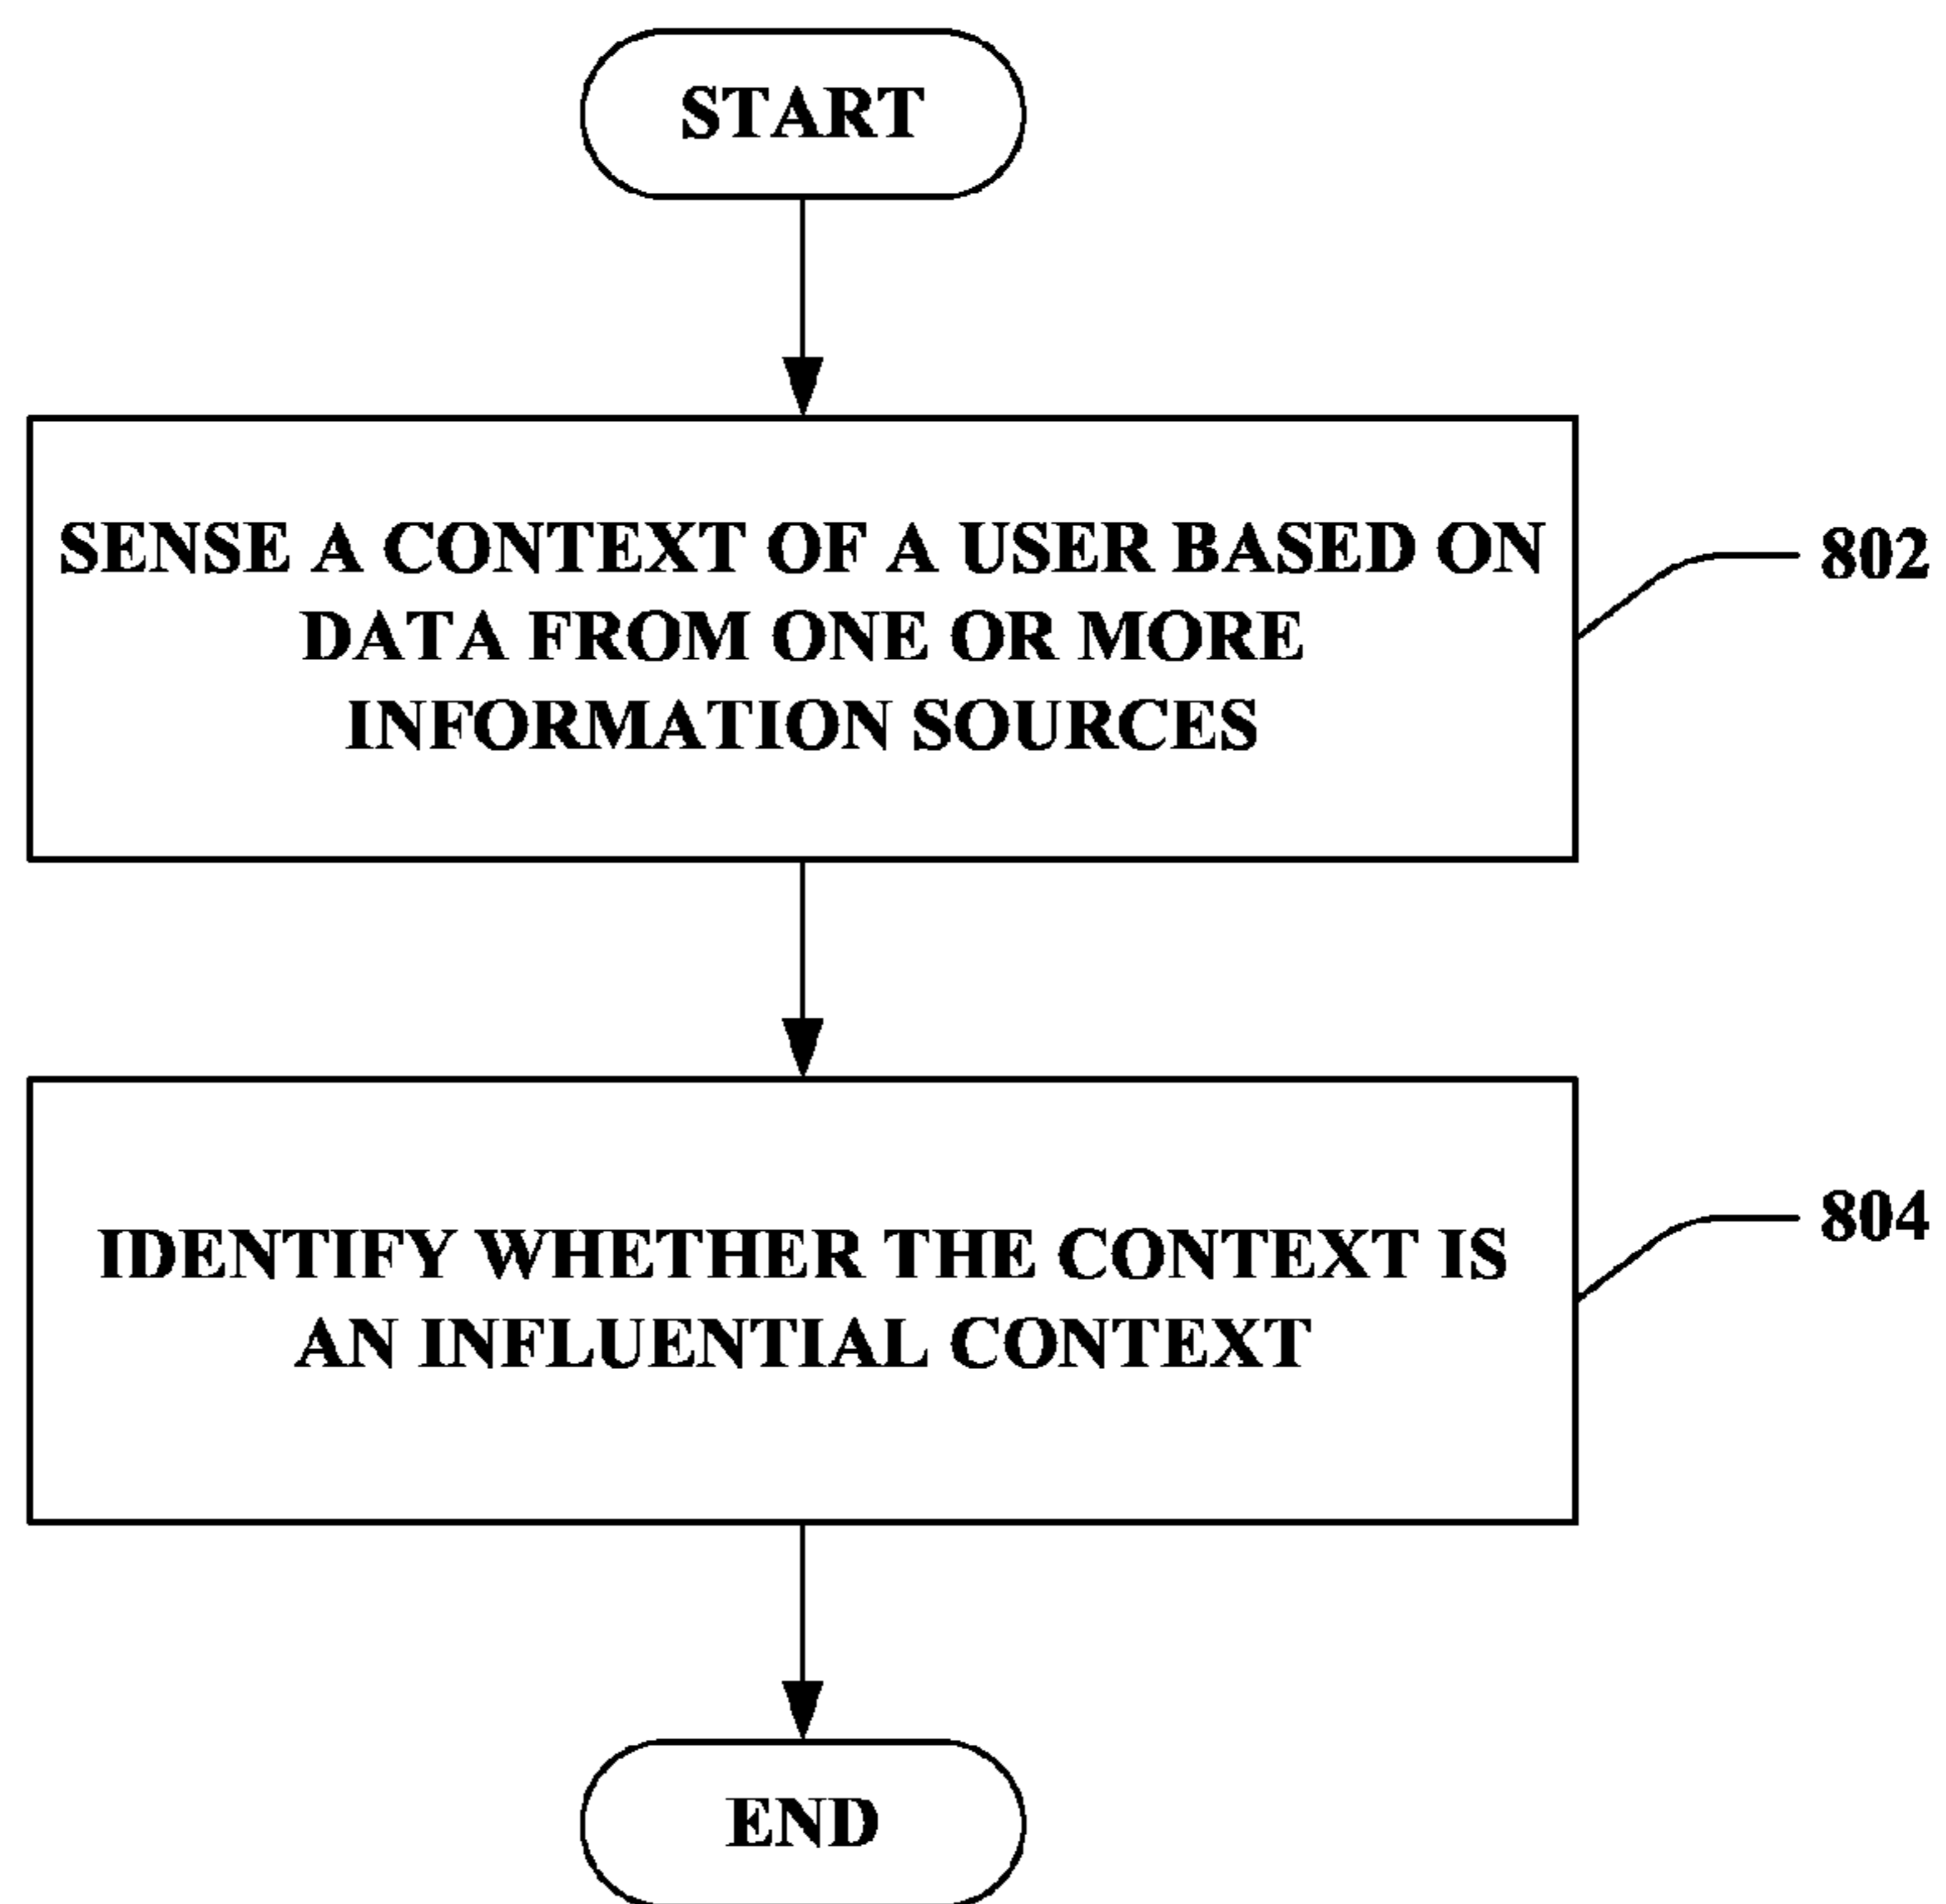 START
SENSE A CONTEXT OF A USER BASED ON
DATA FROM ONE OR MORE
INFORMATION SOURCES
802
IDENTIFY WHETHER THE CONTEXT IS
AN INFLUENTIAL CONTEXT
804
END